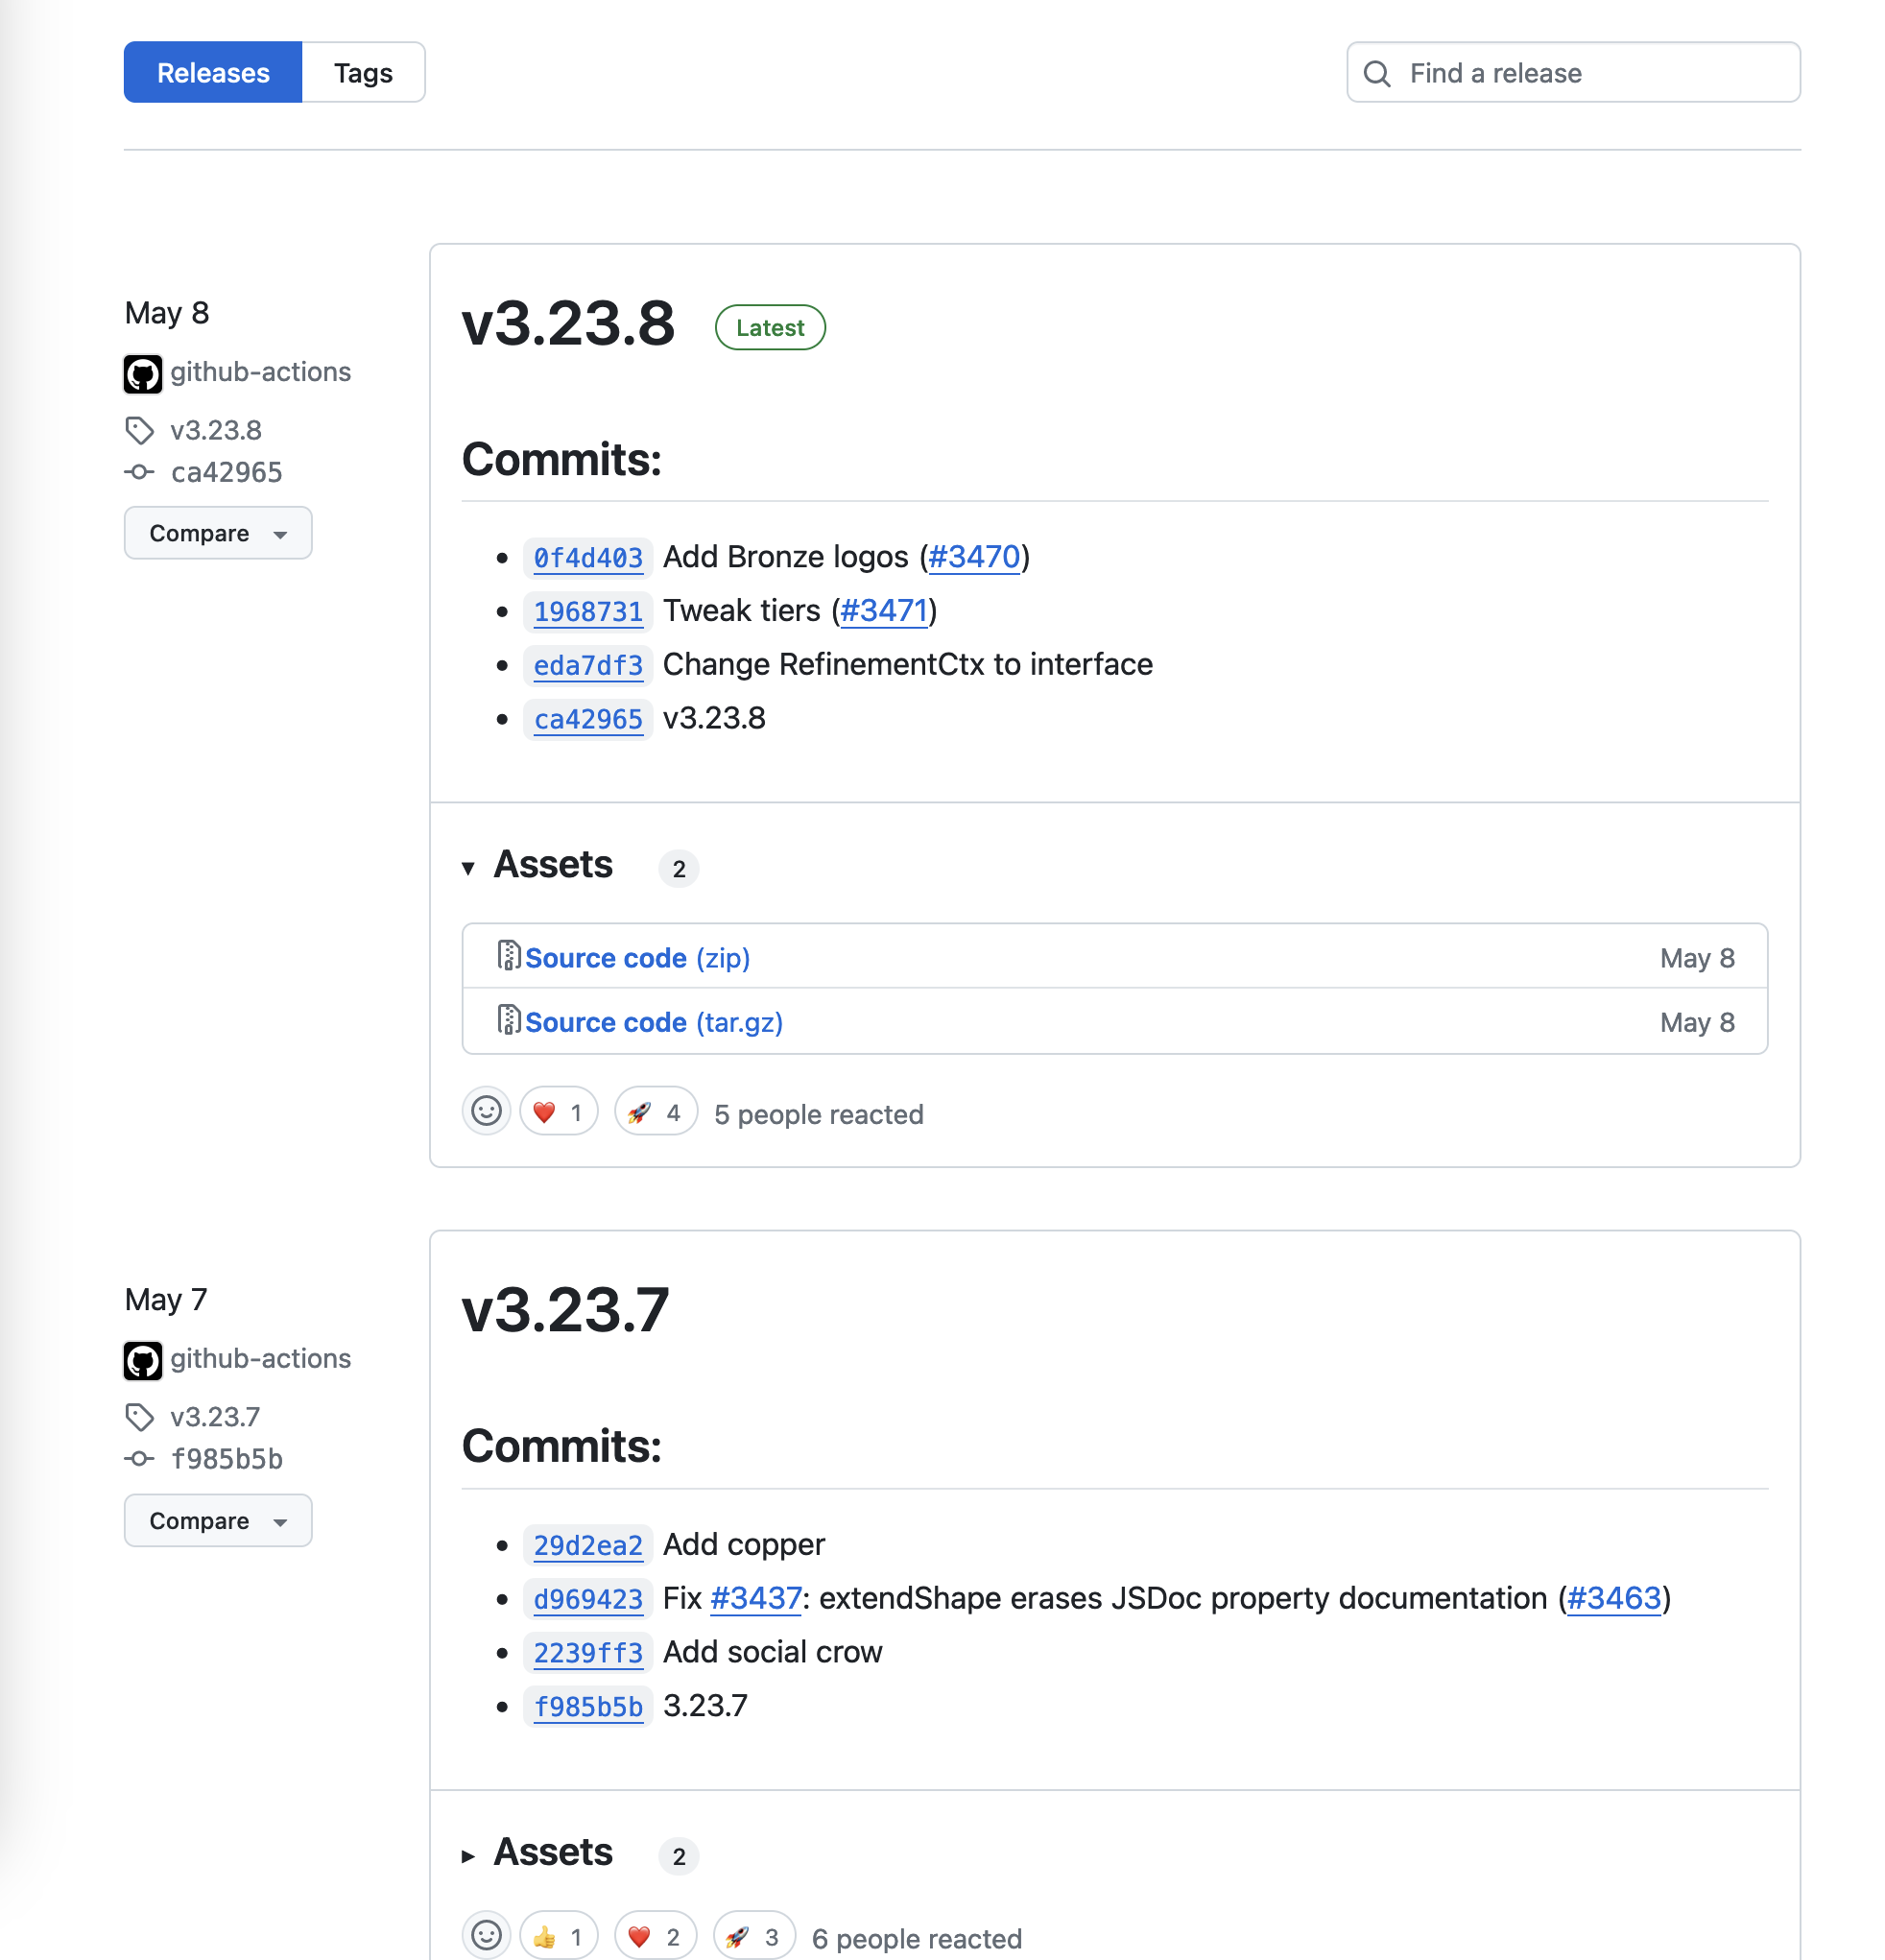 Releases
Tags
Find a release
May 8
github-actions
v3.23.8
ca42965
Compare
v3.23.8 Latest
Commits:
0f4d403 Add Bronze logos (#3470)
1968731 Tweak tiers (#3471)
eda7df3 Change RefinementCtx to interface
ca42965 v3.23.8
Assets 2
Source code (zip) May 8
Source code (tar.gz) May 8
1 4 5 people reacted
May 7
github-actions
v3.23.7
f985b5b
Compare
v3.23.7
Commits:
29d2ea2 Add copper
d969423 Fix #3437: extendShape erases JSDoc property documentation (#3463)
2239ff3 Add social crow
f985b5b 3.23.7
Assets 2
1 2 3 6 people reacted